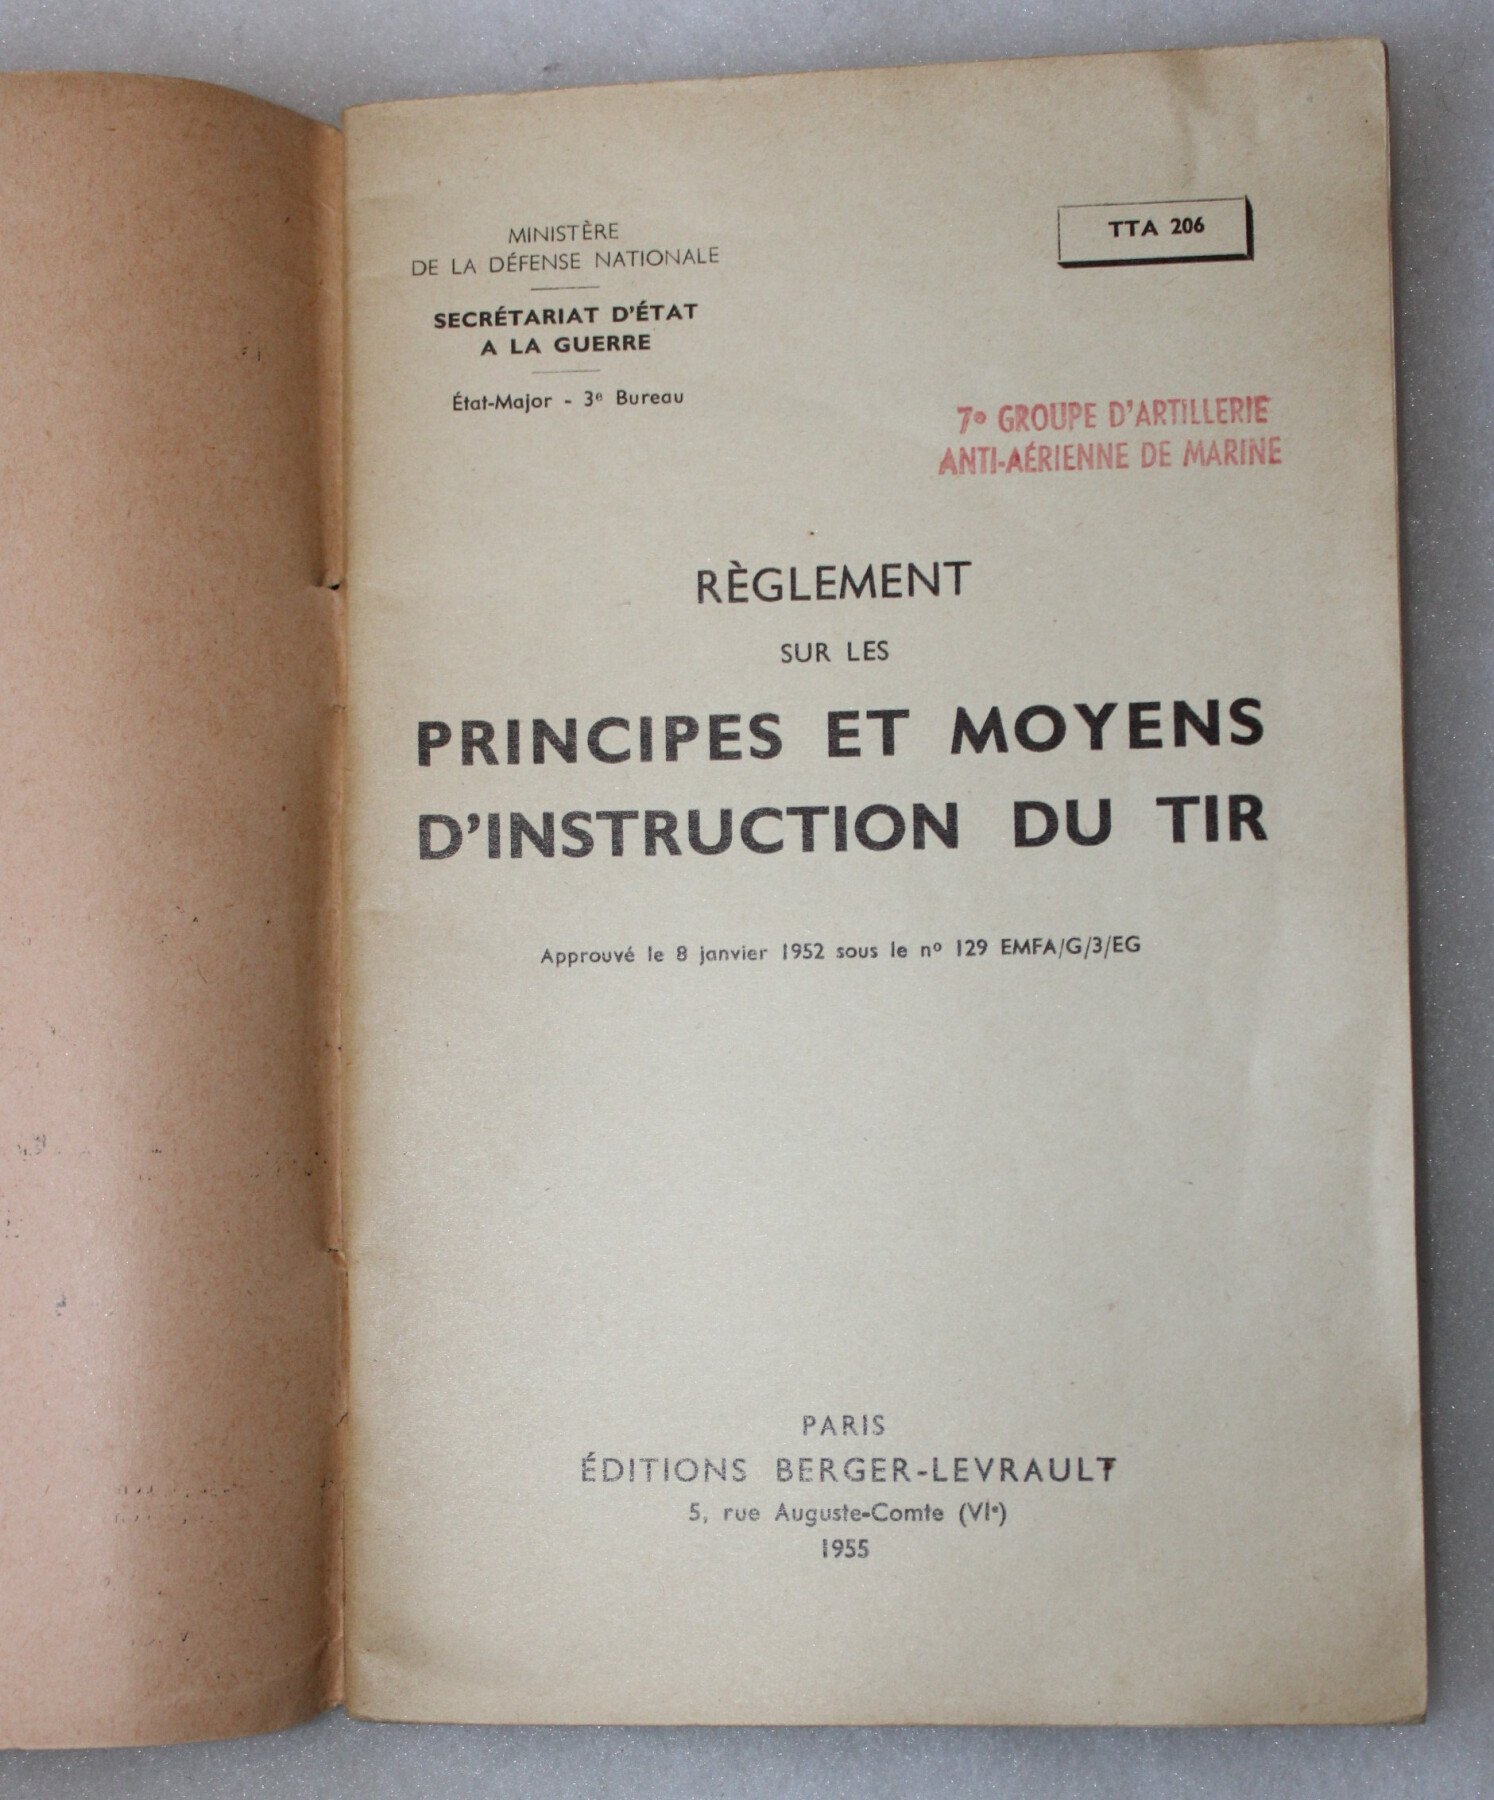 MINISTÈRE
DE LA DÉFENSE NATIONALE
SECRÉTARIAT D'ÉTAT
A LA GUERRE
État-Major - 3e Bureau
TTA 206
7e GROUPE D'ARTILLERIE
ANTI-AÉRIENNE DE MARINE
RÈGLEMENT
SUR LES
PRINCIPES ET MOYENS
D'INSTRUCTION DU TIR
Approuvé le 8 janvier 1952 sous le nº 129 EMFA/G/3/EG
PARIS
ÉDITIONS BERGER-LEVRAULT
5, rue Auguste-Comte (VIe)
1955